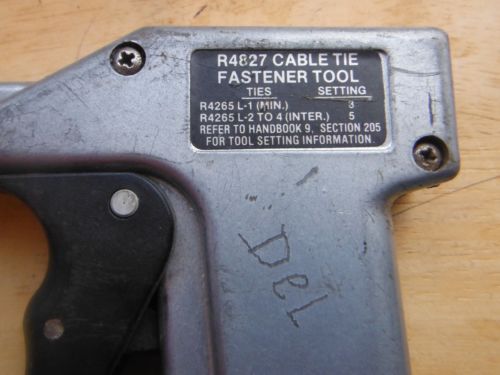 R4827 CABLE TIE
FASTENER TOOL
TIES SETTING
R4265 L-1 (MIN.) 3
R4265 L-2 TO 4 (INTER.) 5
REFER TO HANDBOOK 9, SECTION 205
FOR TOOL SETTING INFORMATION.
Del